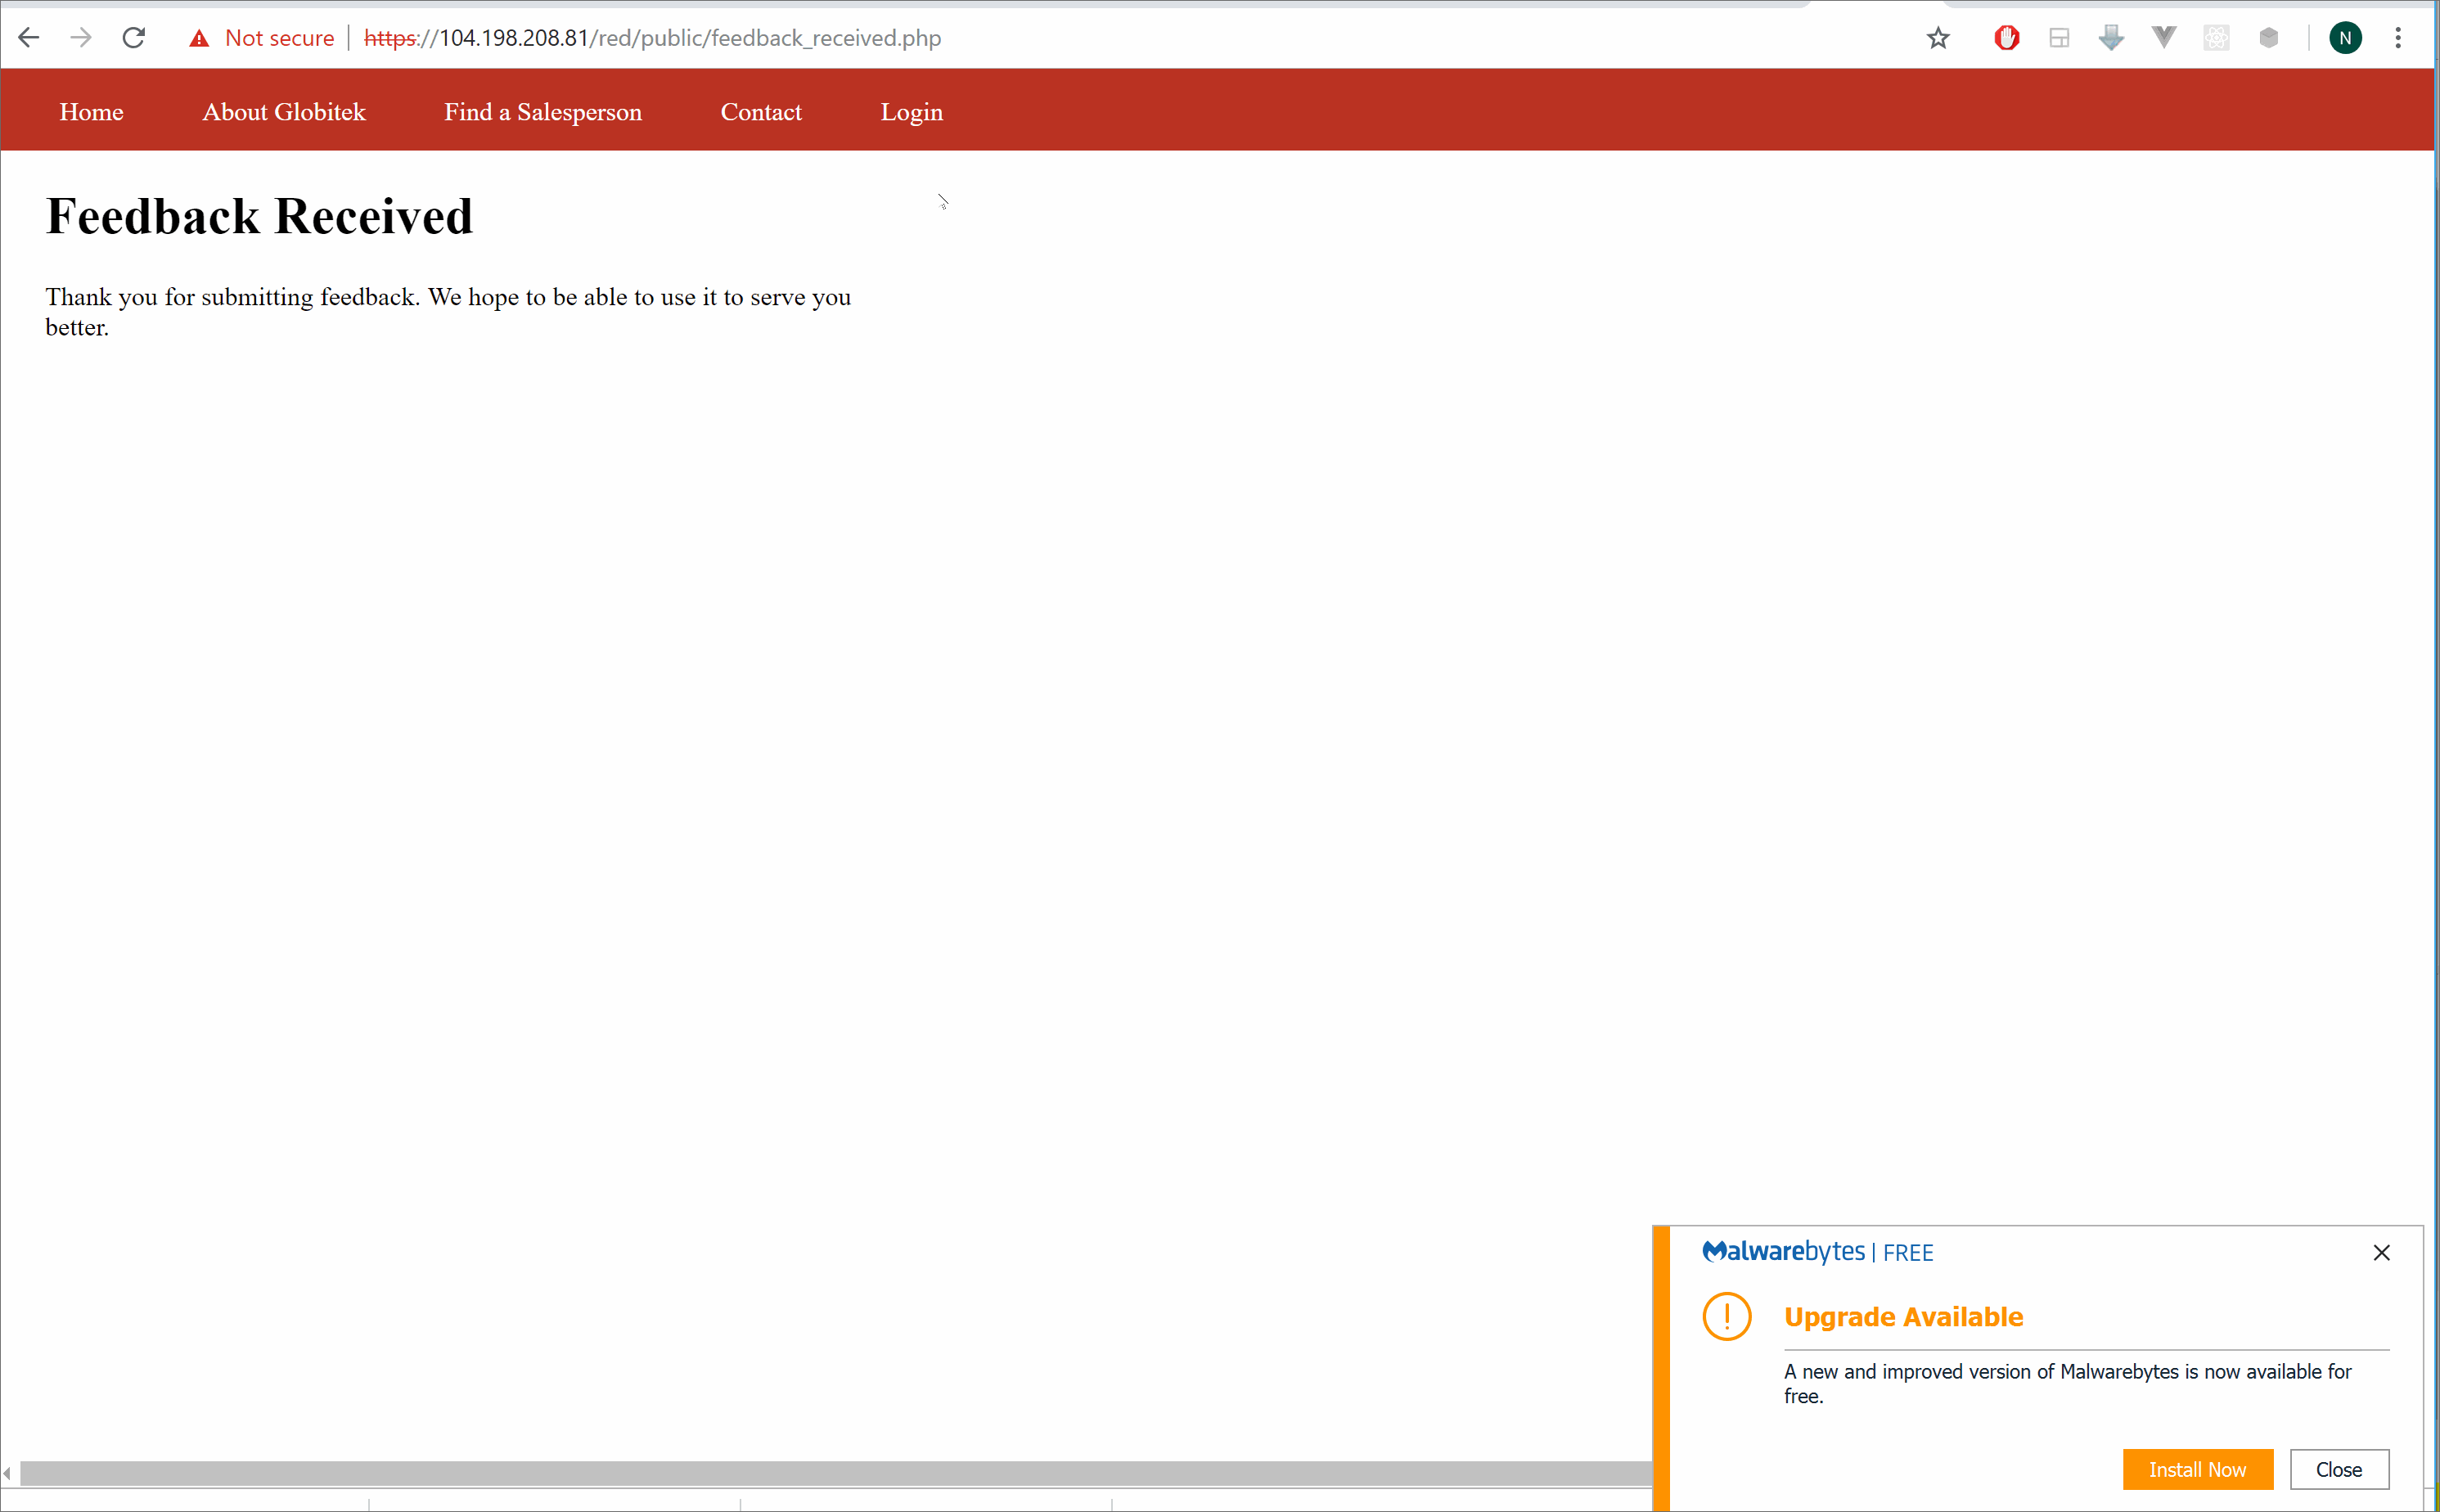 Not secure | https://104.198.208.81/red/public/feedback_received.php
N
Home About Globitek Find a Salesperson Contact Login
Feedback Received
Thank you for submitting feedback. We hope to be able to use it to serve you
better.
Malwarebytes | FREE
Upgrade Available
A new and improved version of Malwarebytes is now available for
free.
Install Now Close